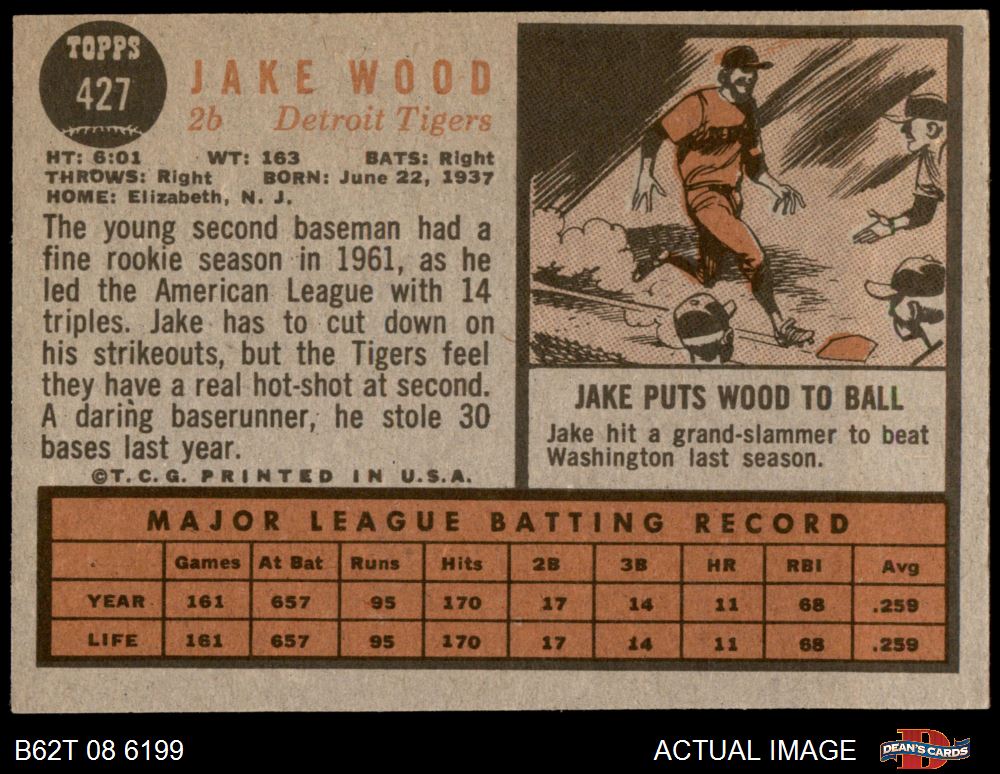 TOPPS
427
JAKE WOOD
2b Detroit Tigers
HT: 6:01 WT: 163 BATS: Right
THROWS: Right BORN: June 22, 1937
HOME: Elizabeth, N. J.
The young second baseman had a
fine rookie season in 1961, as he
led the American League with 14
triples. Jake has to cut down on
his strikeouts, but the Tigers feel
they have a real hot-shot at second.
A daring baserunner, he stole 30
bases last year.
©T. C. G. PRINTED IN U.S.A.
JAKE PUTS WOOD TO BALL
Jake hit a grand-slammer to beat
Washington last season.
MAJOR LEAGUE BATTING RECORD
Games At Bat Runs Hits 2B 3B HR RBI Avg
YEAR 161 657 95 170 17 14 11 68 .259
LIFE 161 657 95 170 17 14 11 68 .259
B62T 08 6199
ACTUAL IMAGE
DEAN'S CARDS